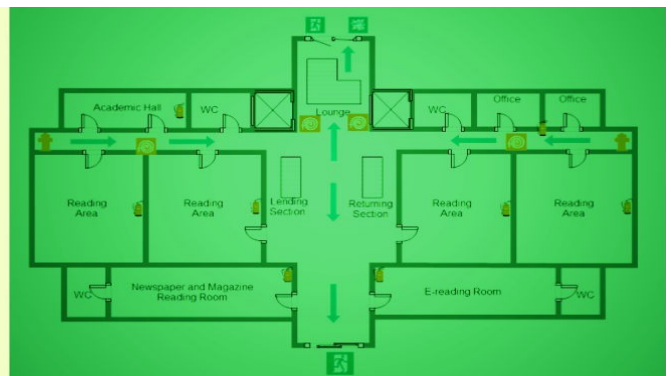 Academic Hall
WC
Lounge
WC
Office
Office
Reading
Area
Reading
Area
Lending
Section
Returning
Section
Reading
Area
Reading
Area
WC
Newspaper and Magazine
Reading Room
E-reading Room
WC